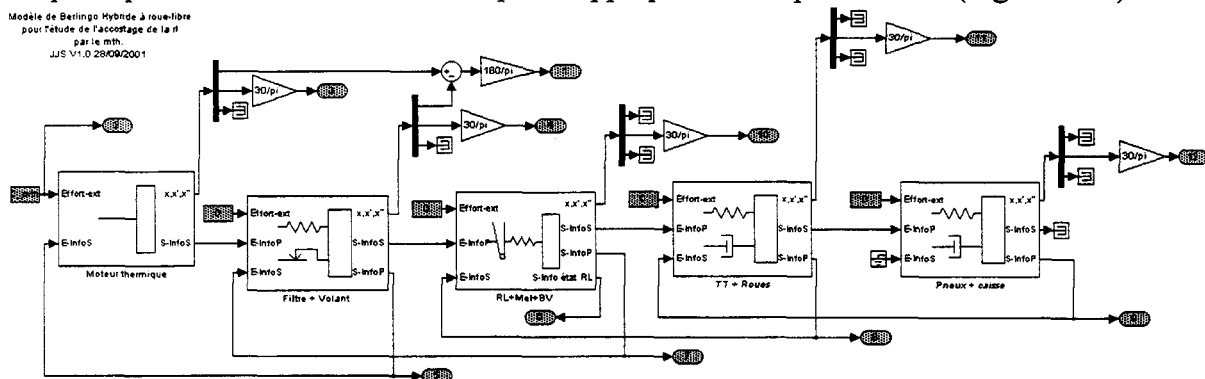 Modèle de Berlingo Hybride à roue-libre
pour l'étude de l'accostage de la rl
par le mth.
JJS V1.0 28/09/2001
30/pi
180/pi
30/pi
30/pi
30/pi
30/pi
Effort-ext
x,x',x''
E-InfoS
S-InfoS
Moteur thermique
Effort-ext
x,x',x''
E-InfoP
S-InfoS
E-InfoS
S-InfoP
Filtre + Volant
Effort-ext
x,x',x''
E-InfoP
S-InfoS
S-InfoP
E-InfoS
S-Info état RL
RL+Mel+BV
Effort-ext
x,x',x''
E-InfoP
S-InfoS
E-InfoS
S-InfoP
TT + Roues
Effort-ext
x,x',x''
E-InfoP
S-InfoS
E-InfoS
S-InfoP
Pneux + caisse
10